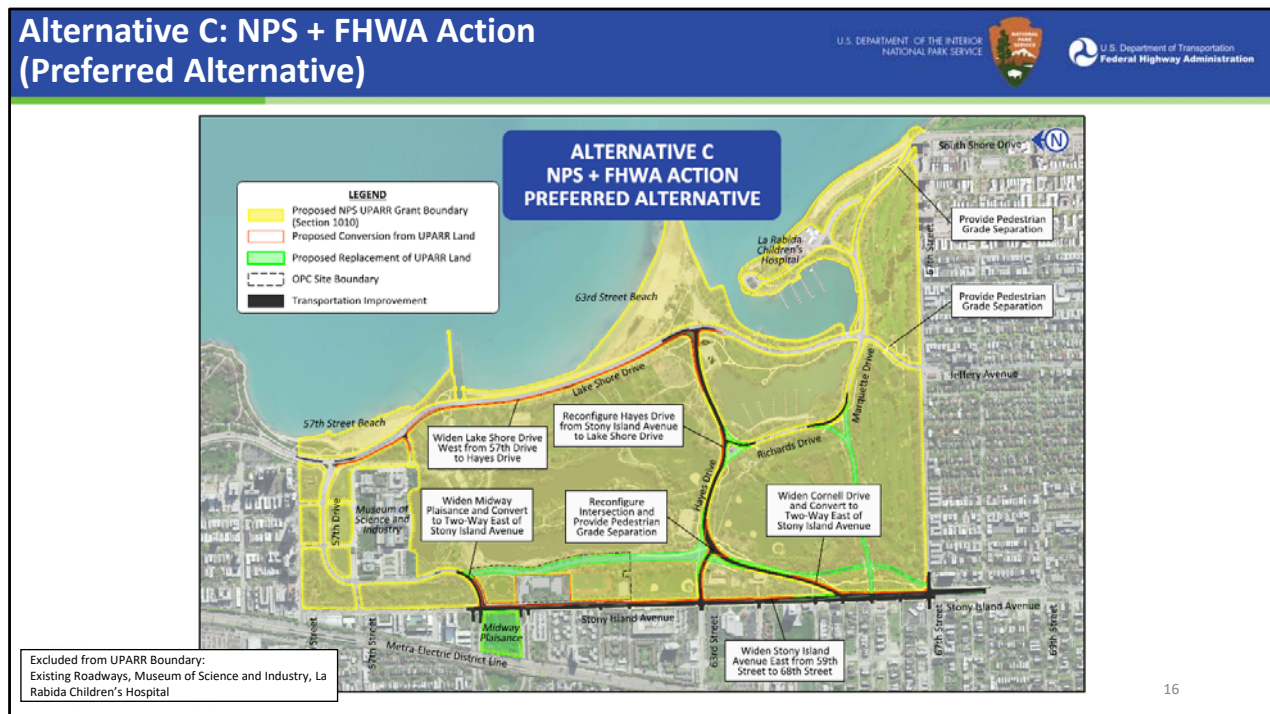 Alternative C: NPS + FHWA Action
(Preferred Alternative)
U.S. DEPARTMENT OF THE INTERIOR
NATIONAL PARK SERVICE
NATIONAL
PARK
SERVICE
U.S. Department of Transportation
Federal Highway Administration
ALTERNATIVE C
NPS + FHWA ACTION
PREFERRED ALTERNATIVE
N
South Shore Drive
LEGEND
Proposed NPS UPARR Grant Boundary
(Section 1010)
Proposed Conversion from UPARR Land
Proposed Replacement of UPARR Land
OPC Site Boundary
Transportation Improvement
La Rabida
Children's
Hospital
Provide Pedestrian
Grade Separation
67th Street
63rd Street Beach
Provide Pedestrian
Grade Separation
Jeffery Avenue
Marquette Drive
Lake Shore Drive
57th Street Beach
Widen Lake Shore Drive
West from 57th Drive
to Hayes Drive
Reconfigure Hayes Drive
from Stony Island Avenue
to Lake Shore Drive
Richards Drive
Hayes Drive
57th Drive
Museum of
Science and
Industry
Widen Midway
Plaisance and Convert
to Two-Way East of
Stony Island Avenue
Reconfigure
Intersection and
Provide Pedestrian
Grade Separation
Widen Cornell Drive
and Convert to
Two-Way East of
Stony Island Avenue
Stony Island Avenue
Stony Island Avenue
Midway
Plaisance
Street
57th Street
63rd Street
67th Street
69th Street
Metra Electric District Line
Widen Stony Island
Avenue East from 59th
Street to 68th Street
Excluded from UPARR Boundary:
Existing Roadways, Museum of Science and Industry, La
Rabida Children's Hospital
16